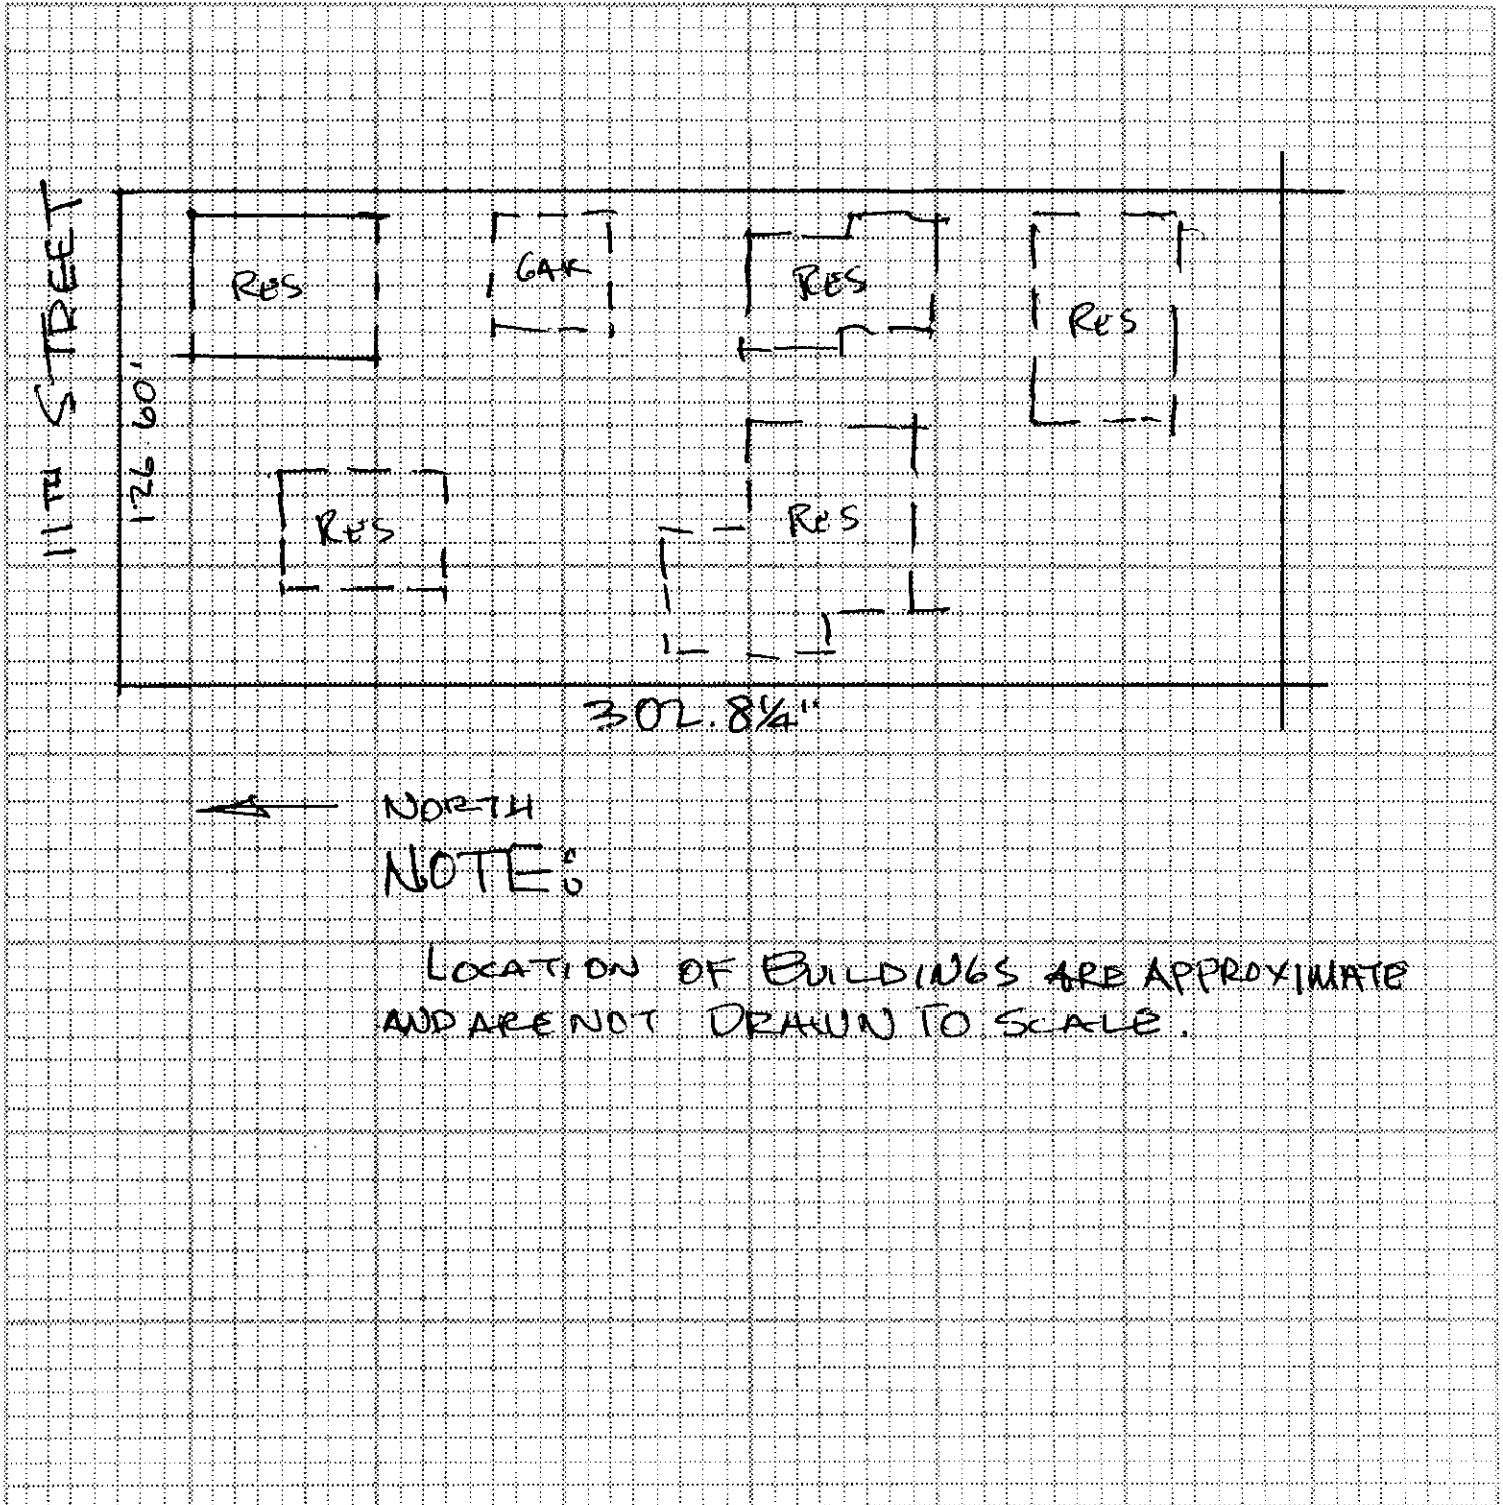 11TH STREET
126.60'
RES
GAR
RES
RES
RES
RES
302.8¼"
NORTH
NOTE:
LOCATION OF BUILDINGS ARE APPROXIMATE
AND ARE NOT DRAWN TO SCALE.